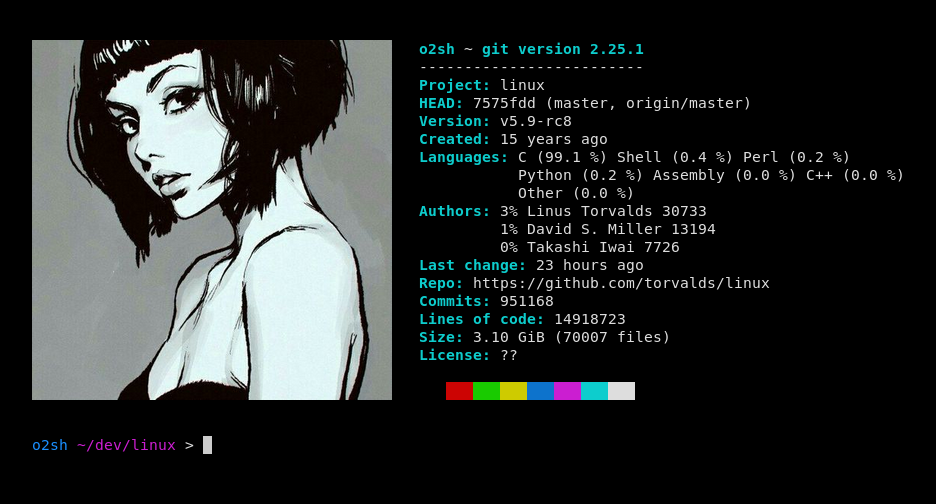 o2sh ~ git version 2.25.1
-------------------------
Project: linux
HEAD: 7575fdd (master, origin/master)
Version: v5.9-rc8
Created: 15 years ago
Languages: C (99.1 %) Shell (0.4 %) Perl (0.2 %)
Python (0.2 %) Assembly (0.0 %) C++ (0.0 %)
Other (0.0 %)
Authors: 3% Linus Torvalds 30733
1% David S. Miller 13194
0% Takashi Iwai 7726
Last change: 23 hours ago
Repo: https://github.com/torvalds/linux
Commits: 951168
Lines of code: 14918723
Size: 3.10 GiB (70007 files)
License: ??
o2sh ~/dev/linux >